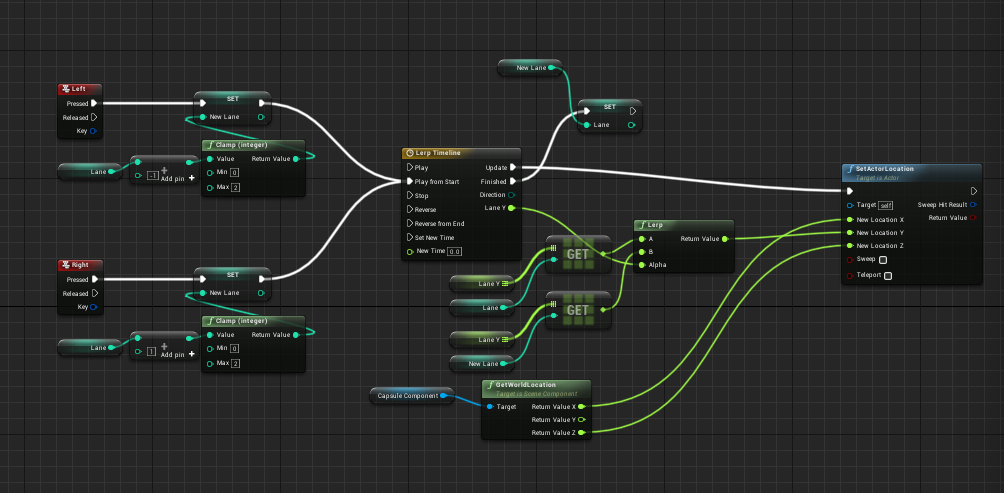 New Lane
Left
Pressed
Released
Key
SET
New Lane
SET
Lane
Clamp (integer)
Value
Return Value
Min 0
Max 2
Lane
-1
+
Add pin +
Lerp Timeline
Play
Update
Play from Start
Finished
Stop
Direction
Reverse
Lane Y
Reverse from End
Set New Time
New Time 0.0
SetActorLocation
Target is Actor
Target self
Sweep Hit Result
New Location X
Return Value
New Location Y
New Location Z
Sweep
Teleport
f Lerp
A
Return Value
B
Alpha
GET
Lane Y
Lane
GET
Lane Y
New Lane
Right
Pressed
Released
Key
SET
New Lane
f Clamp (integer)
Value
Return Value
Min 0
Max 2
Lane
1
+
Add pin +
Capsule Component
f GetWorldLocation
Target is Scene Component
Target
Return Value X
Return Value Y
Return Value Z